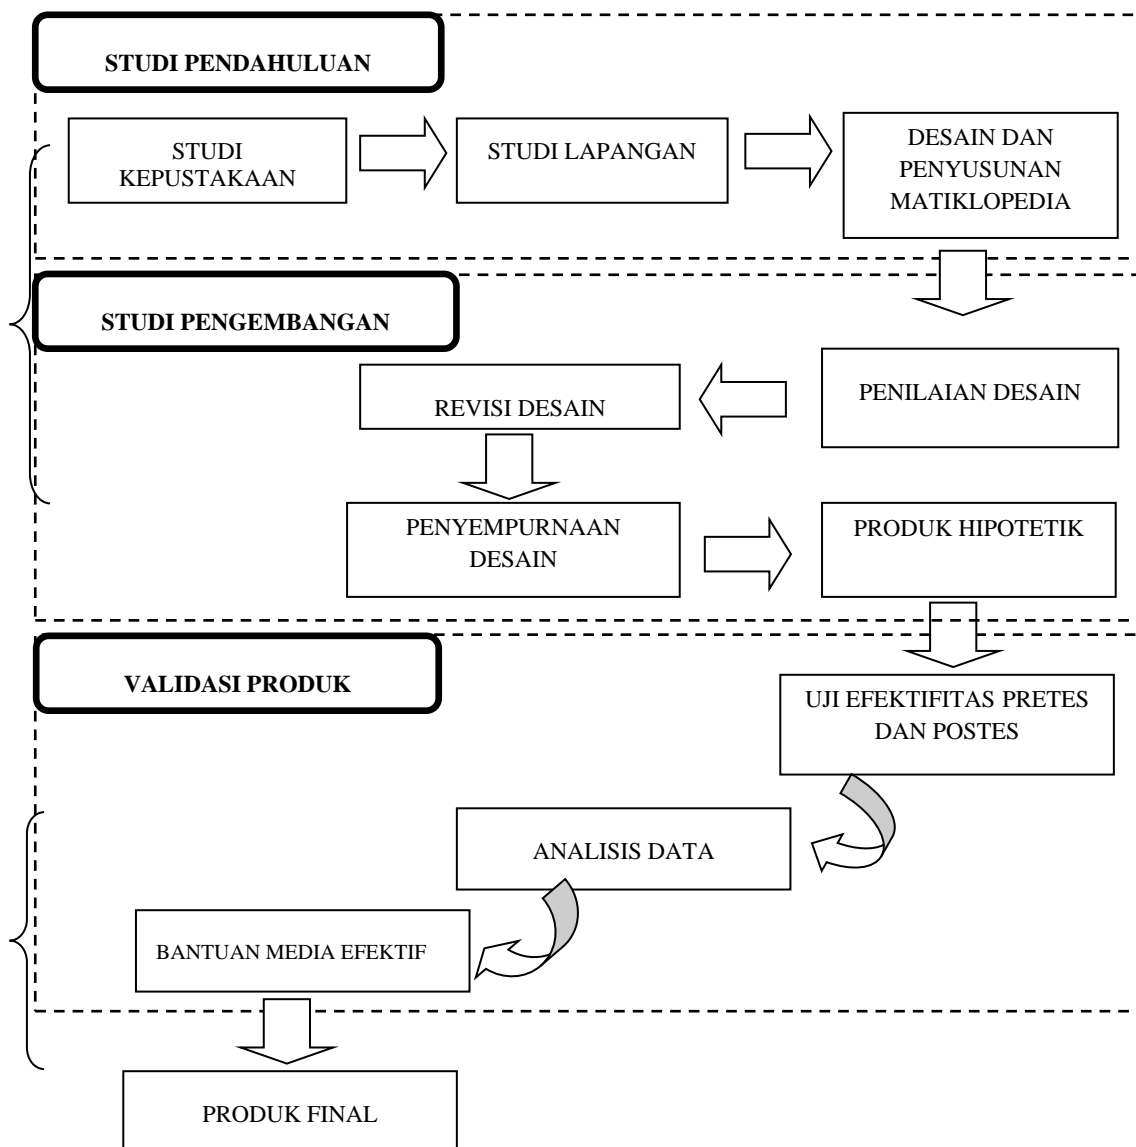 STUDI PENDAHULUAN
STUDI
KEPUSTAKAAN
STUDI LAPANGAN
DESAIN DAN
PENYUSUNAN
MATIKLOPEDIA
STUDI PENGEMBANGAN
PENILAIAN DESAIN
REVISI DESAIN
PENYEMPURNAAN
DESAIN
PRODUK HIPOTETIK
VALIDASI PRODUK
UJI EFEKTIFITAS PRETES
DAN POSTES
ANALISIS DATA
BANTUAN MEDIA EFEKTIF
PRODUK FINAL